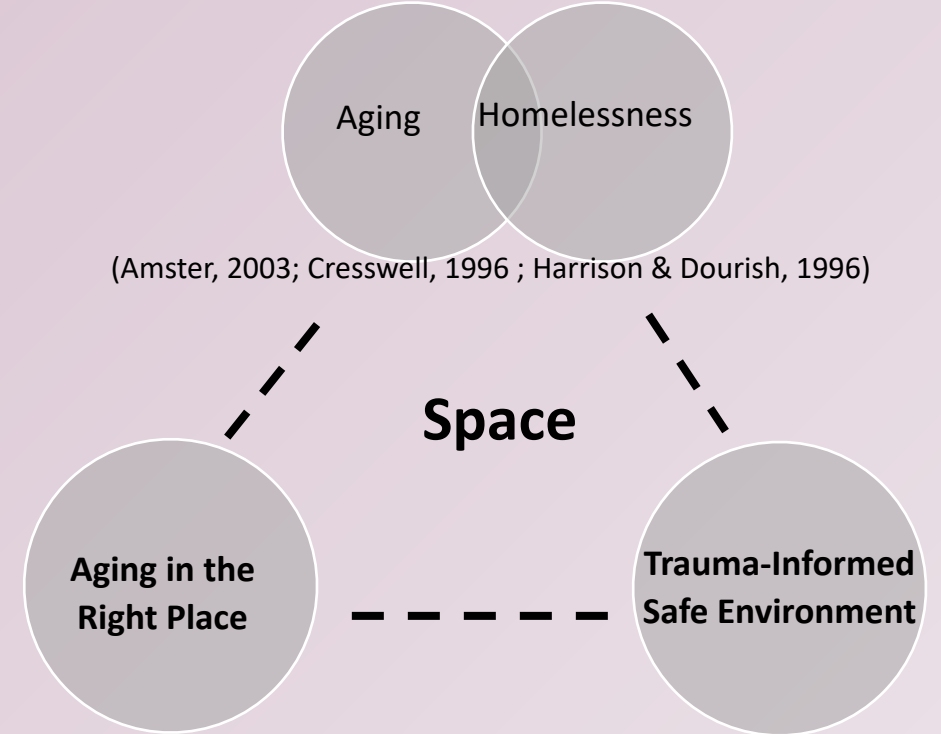 Aging
Homelessness
(Amster, 2003; Cresswell, 1996 ; Harrison & Dourish, 1996)
Space
Aging in the
Right Place
Trauma-Informed
Safe Environment